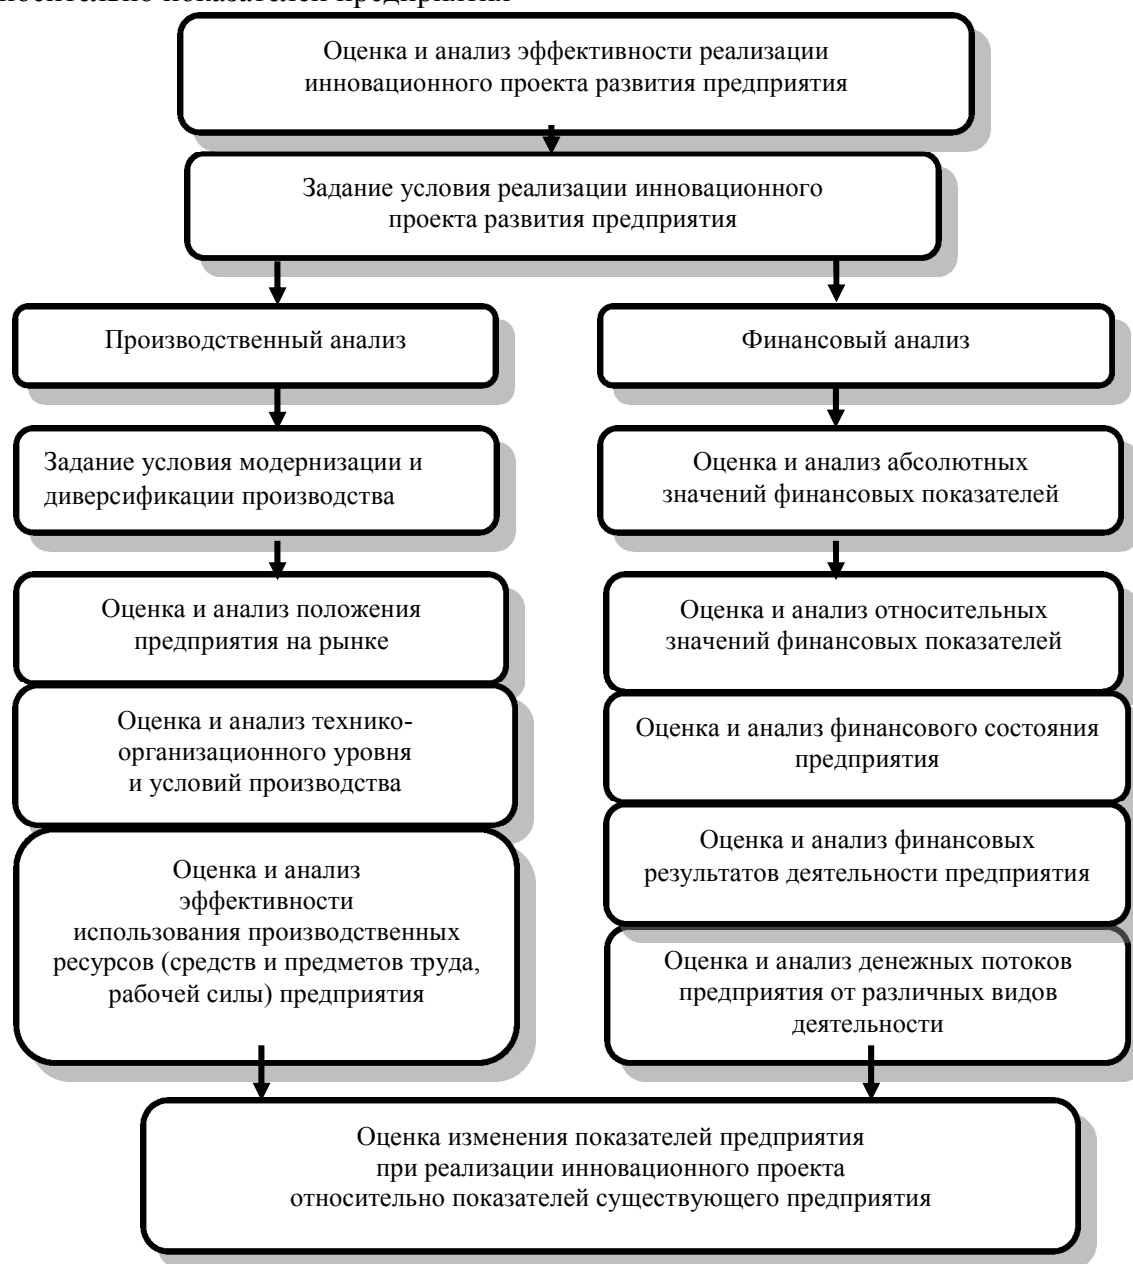 носительно показателей предприятия
Оценка и анализ эффективности реализации
инновационного проекта развития предприятия
Задание условия реализации инновационного
проекта развития предприятия
Производственный анализ
Финансовый анализ
Задание условия модернизации и
диверсификации производства
Оценка и анализ абсолютных
значений финансовых показателей
Оценка и анализ положения
предприятия на рынке
Оценка и анализ относительных
значений финансовых показателей
Оценка и анализ технико-
организационного уровня
и условий производства
Оценка и анализ финансового состояния
предприятия
Оценка и анализ
эффективности
использования производственных
ресурсов (средств и предметов труда,
рабочей силы) предприятия
Оценка и анализ финансовых
результатов деятельности предприятия
Оценка и анализ денежных потоков
предприятия от различных видов
деятельности
Оценка изменения показателей предприятия
при реализации инновационного проекта
относительно показателей существующего предприятия